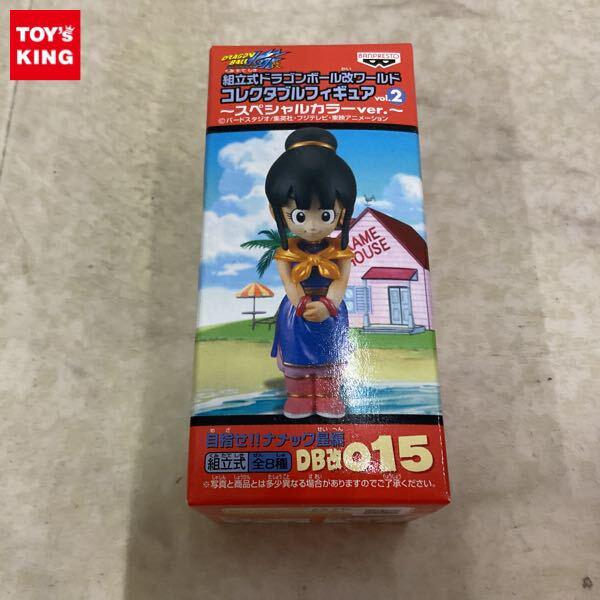 TOY's
KING
DRAGON BALL 改
BANPRESTO
組立式ドラゴンボール改ワールド
コレクタブルフィギュア vol.2
～スペシャルカラーver.～
©バードスタジオ/集英社・フジテレビ・東映アニメーション
KAME
HOUSE
目指せ!!ナメック星編
組立式 全8種 DB改015
※写真と商品とは多少異なる場合がありますのでご了承ください。